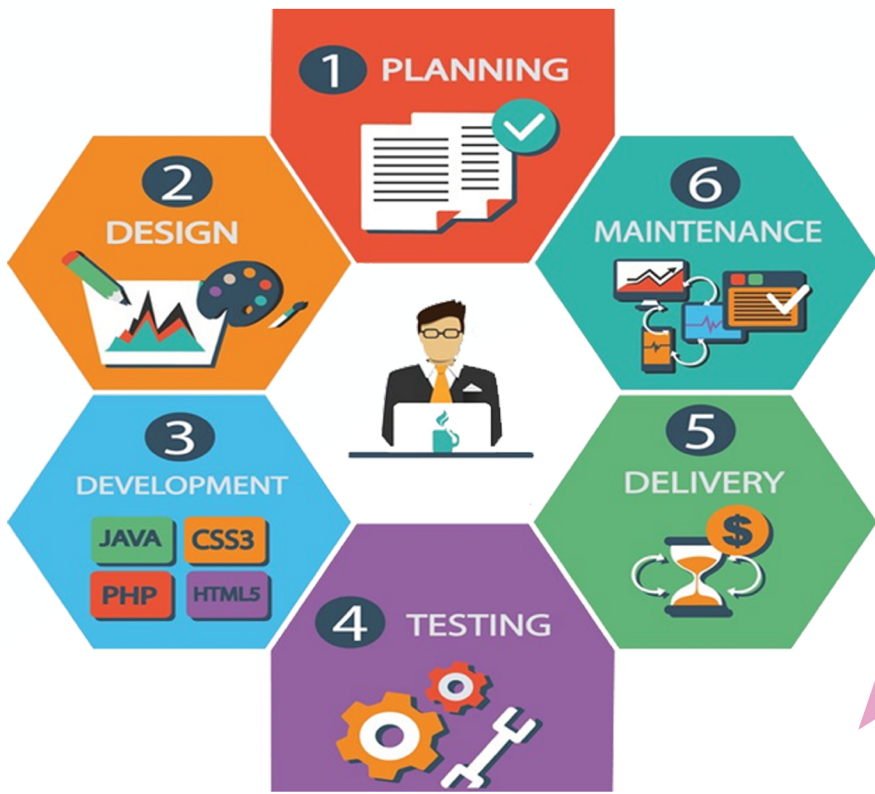 1 PLANNING
2
DESIGN
3
DEVELOPMENT
JAVA CSS3
PHP HTML5
4 TESTING
5
DELIVERY
$
6
MAINTENANCE